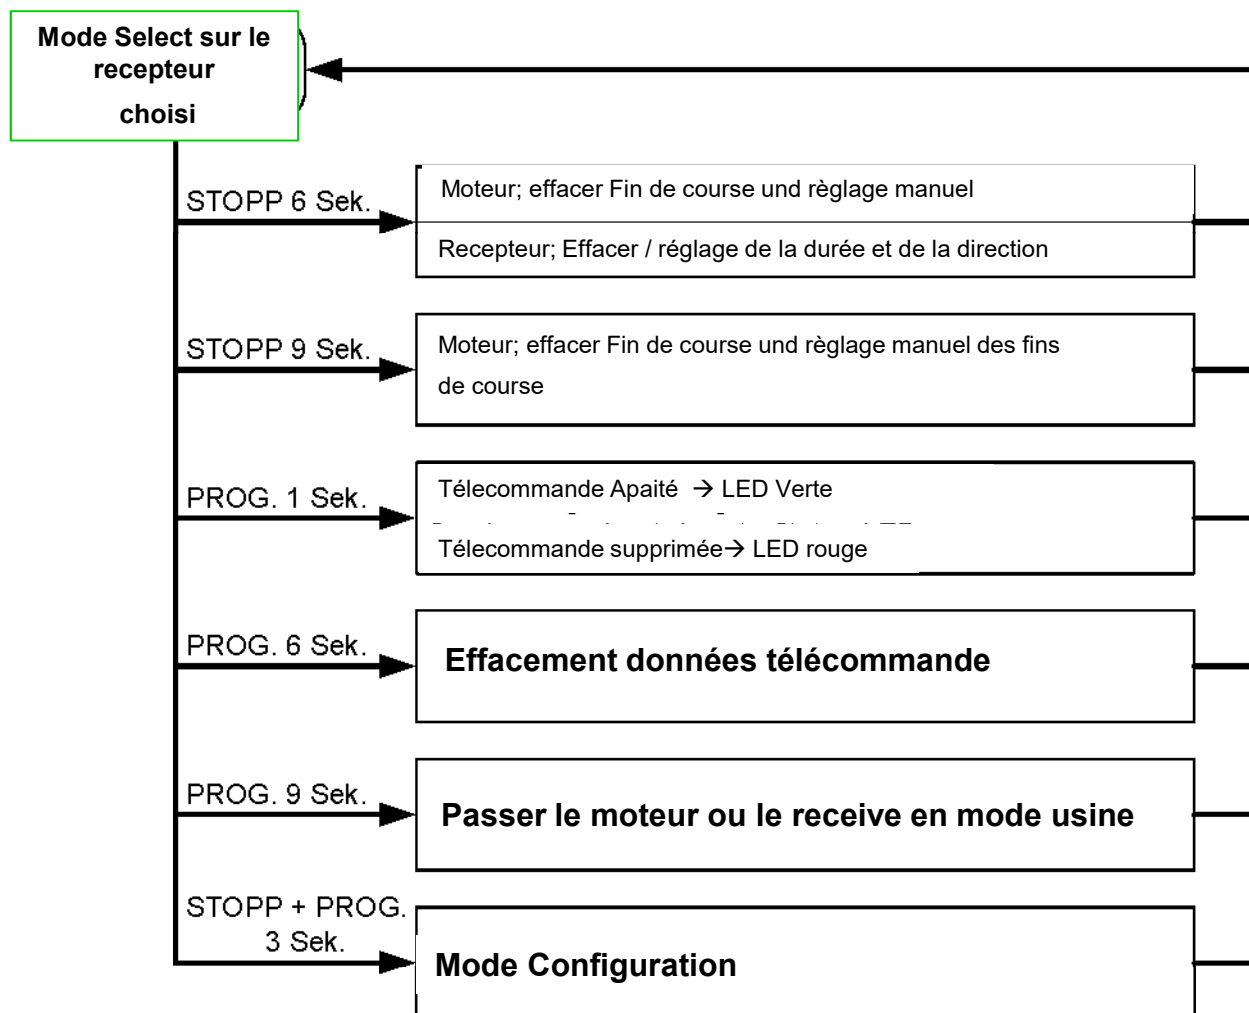 Mode Select sur le
recepteur
choisi
STOPP 6 Sek.
Moteur; effacer Fin de course und règlage manuel
Recepteur; Effacer / réglage de la durée et de la direction
STOPP 9 Sek.
Moteur; effacer Fin de course und règlage manuel des fins
de course
PROG. 1 Sek.
Télecommande Apaité → LED Verte
Télecommande supprimée→ LED rouge
PROG. 6 Sek.
Effacement données télécommande
PROG. 9 Sek.
Passer le moteur ou le receive en mode usine
STOPP + PROG.
3 Sek.
Mode Configuration